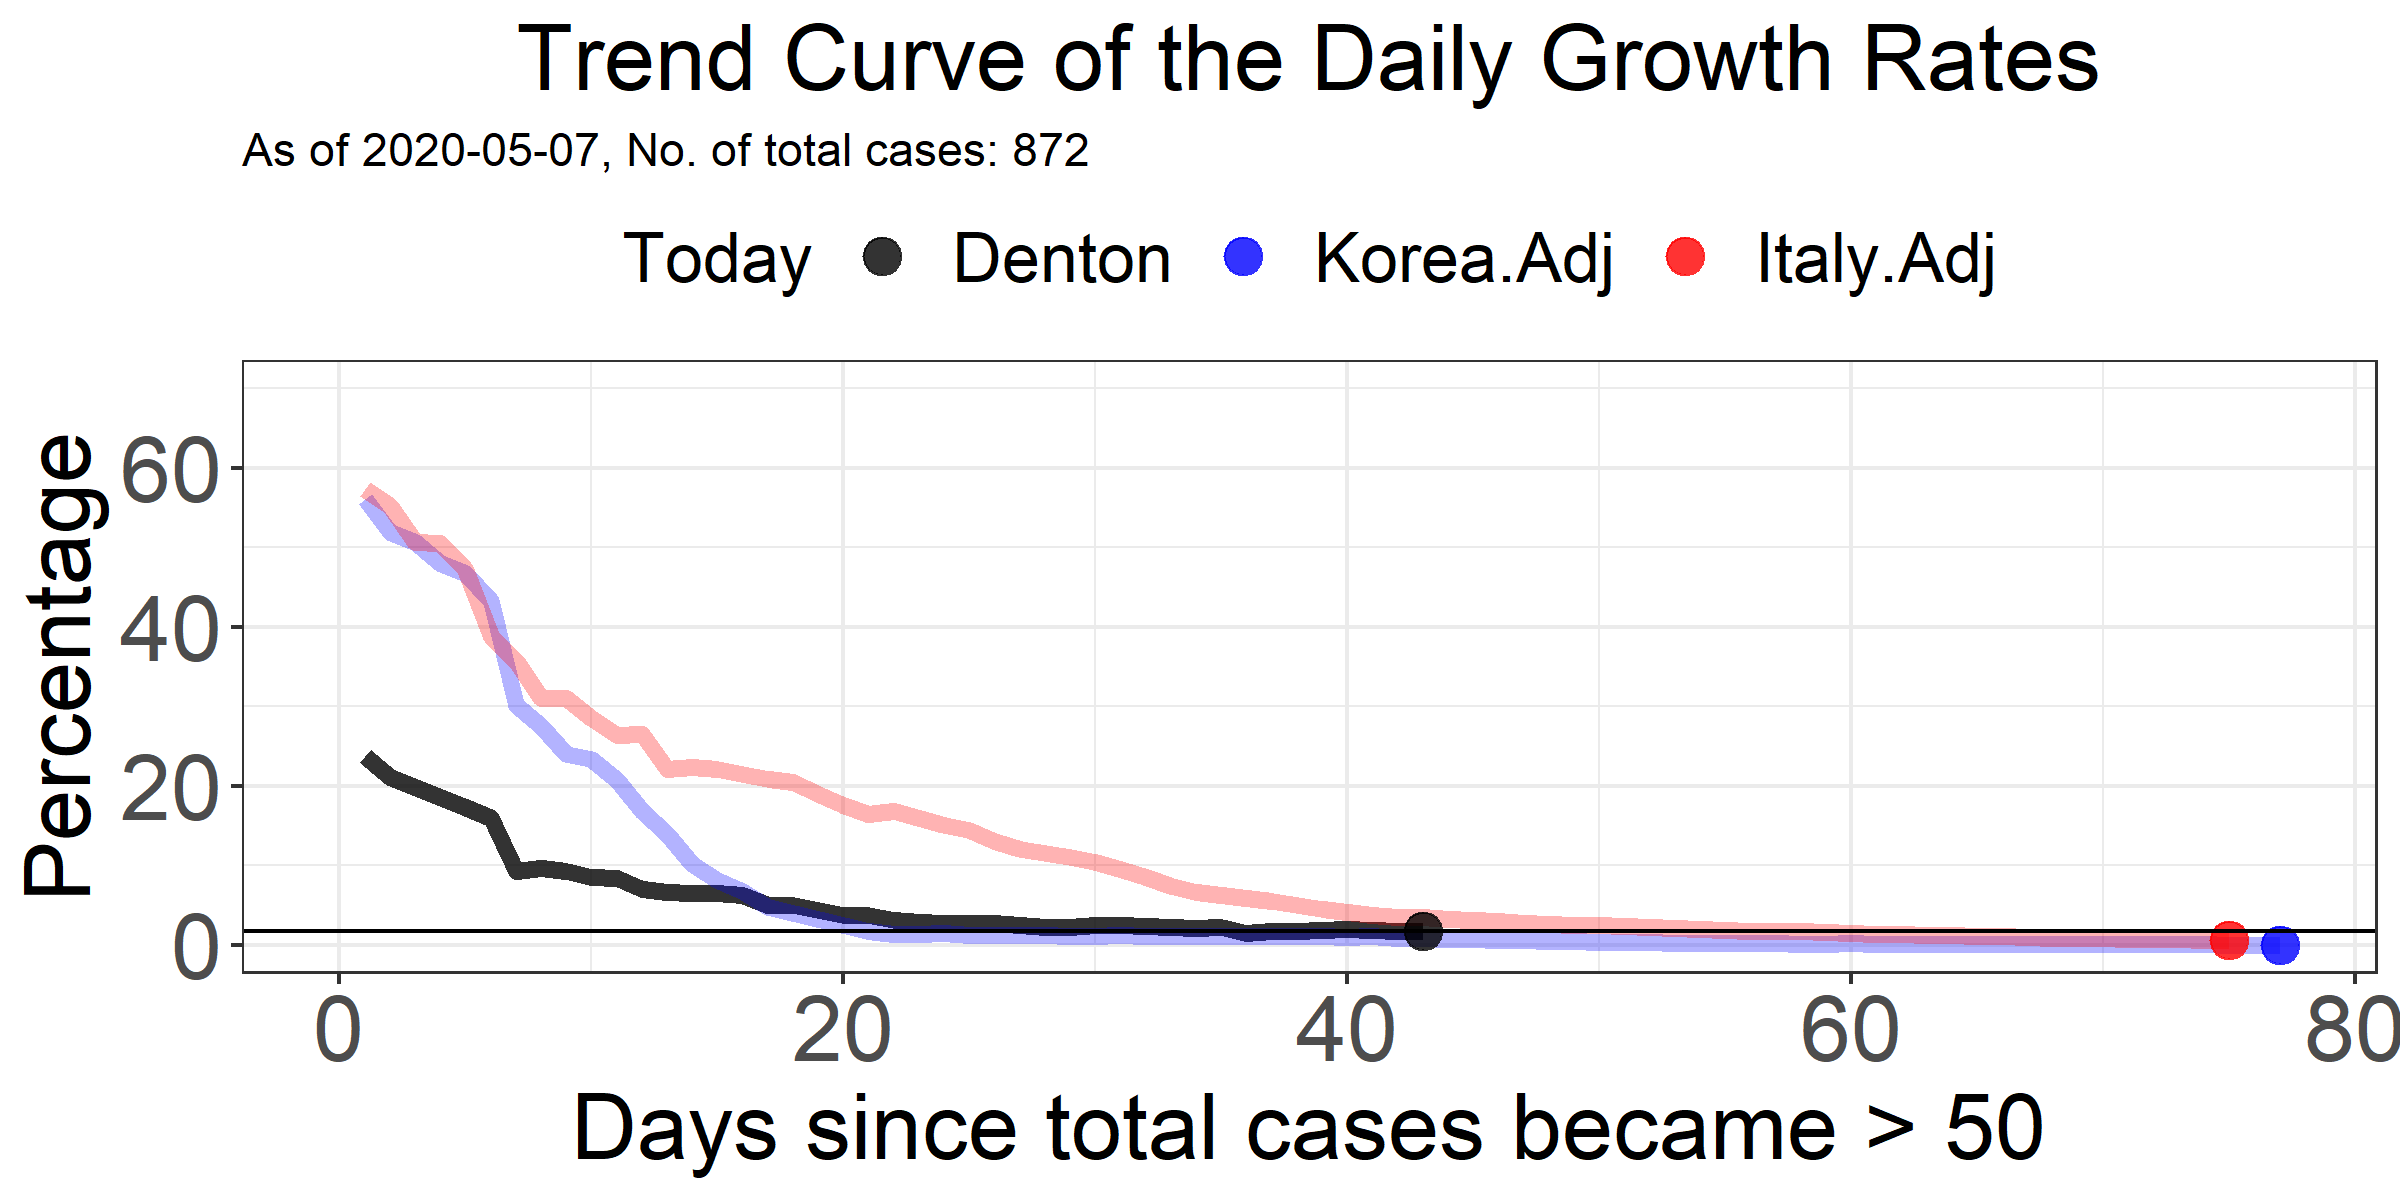 Trend Curve of the Daily Growth Rates
As of 2020-05-07, No. of total cases: 872
Today Denton Korea.Adj Italy.Adj
Percentage
60
40
20
0
0 20 40 60 80
Days since total cases became > 50